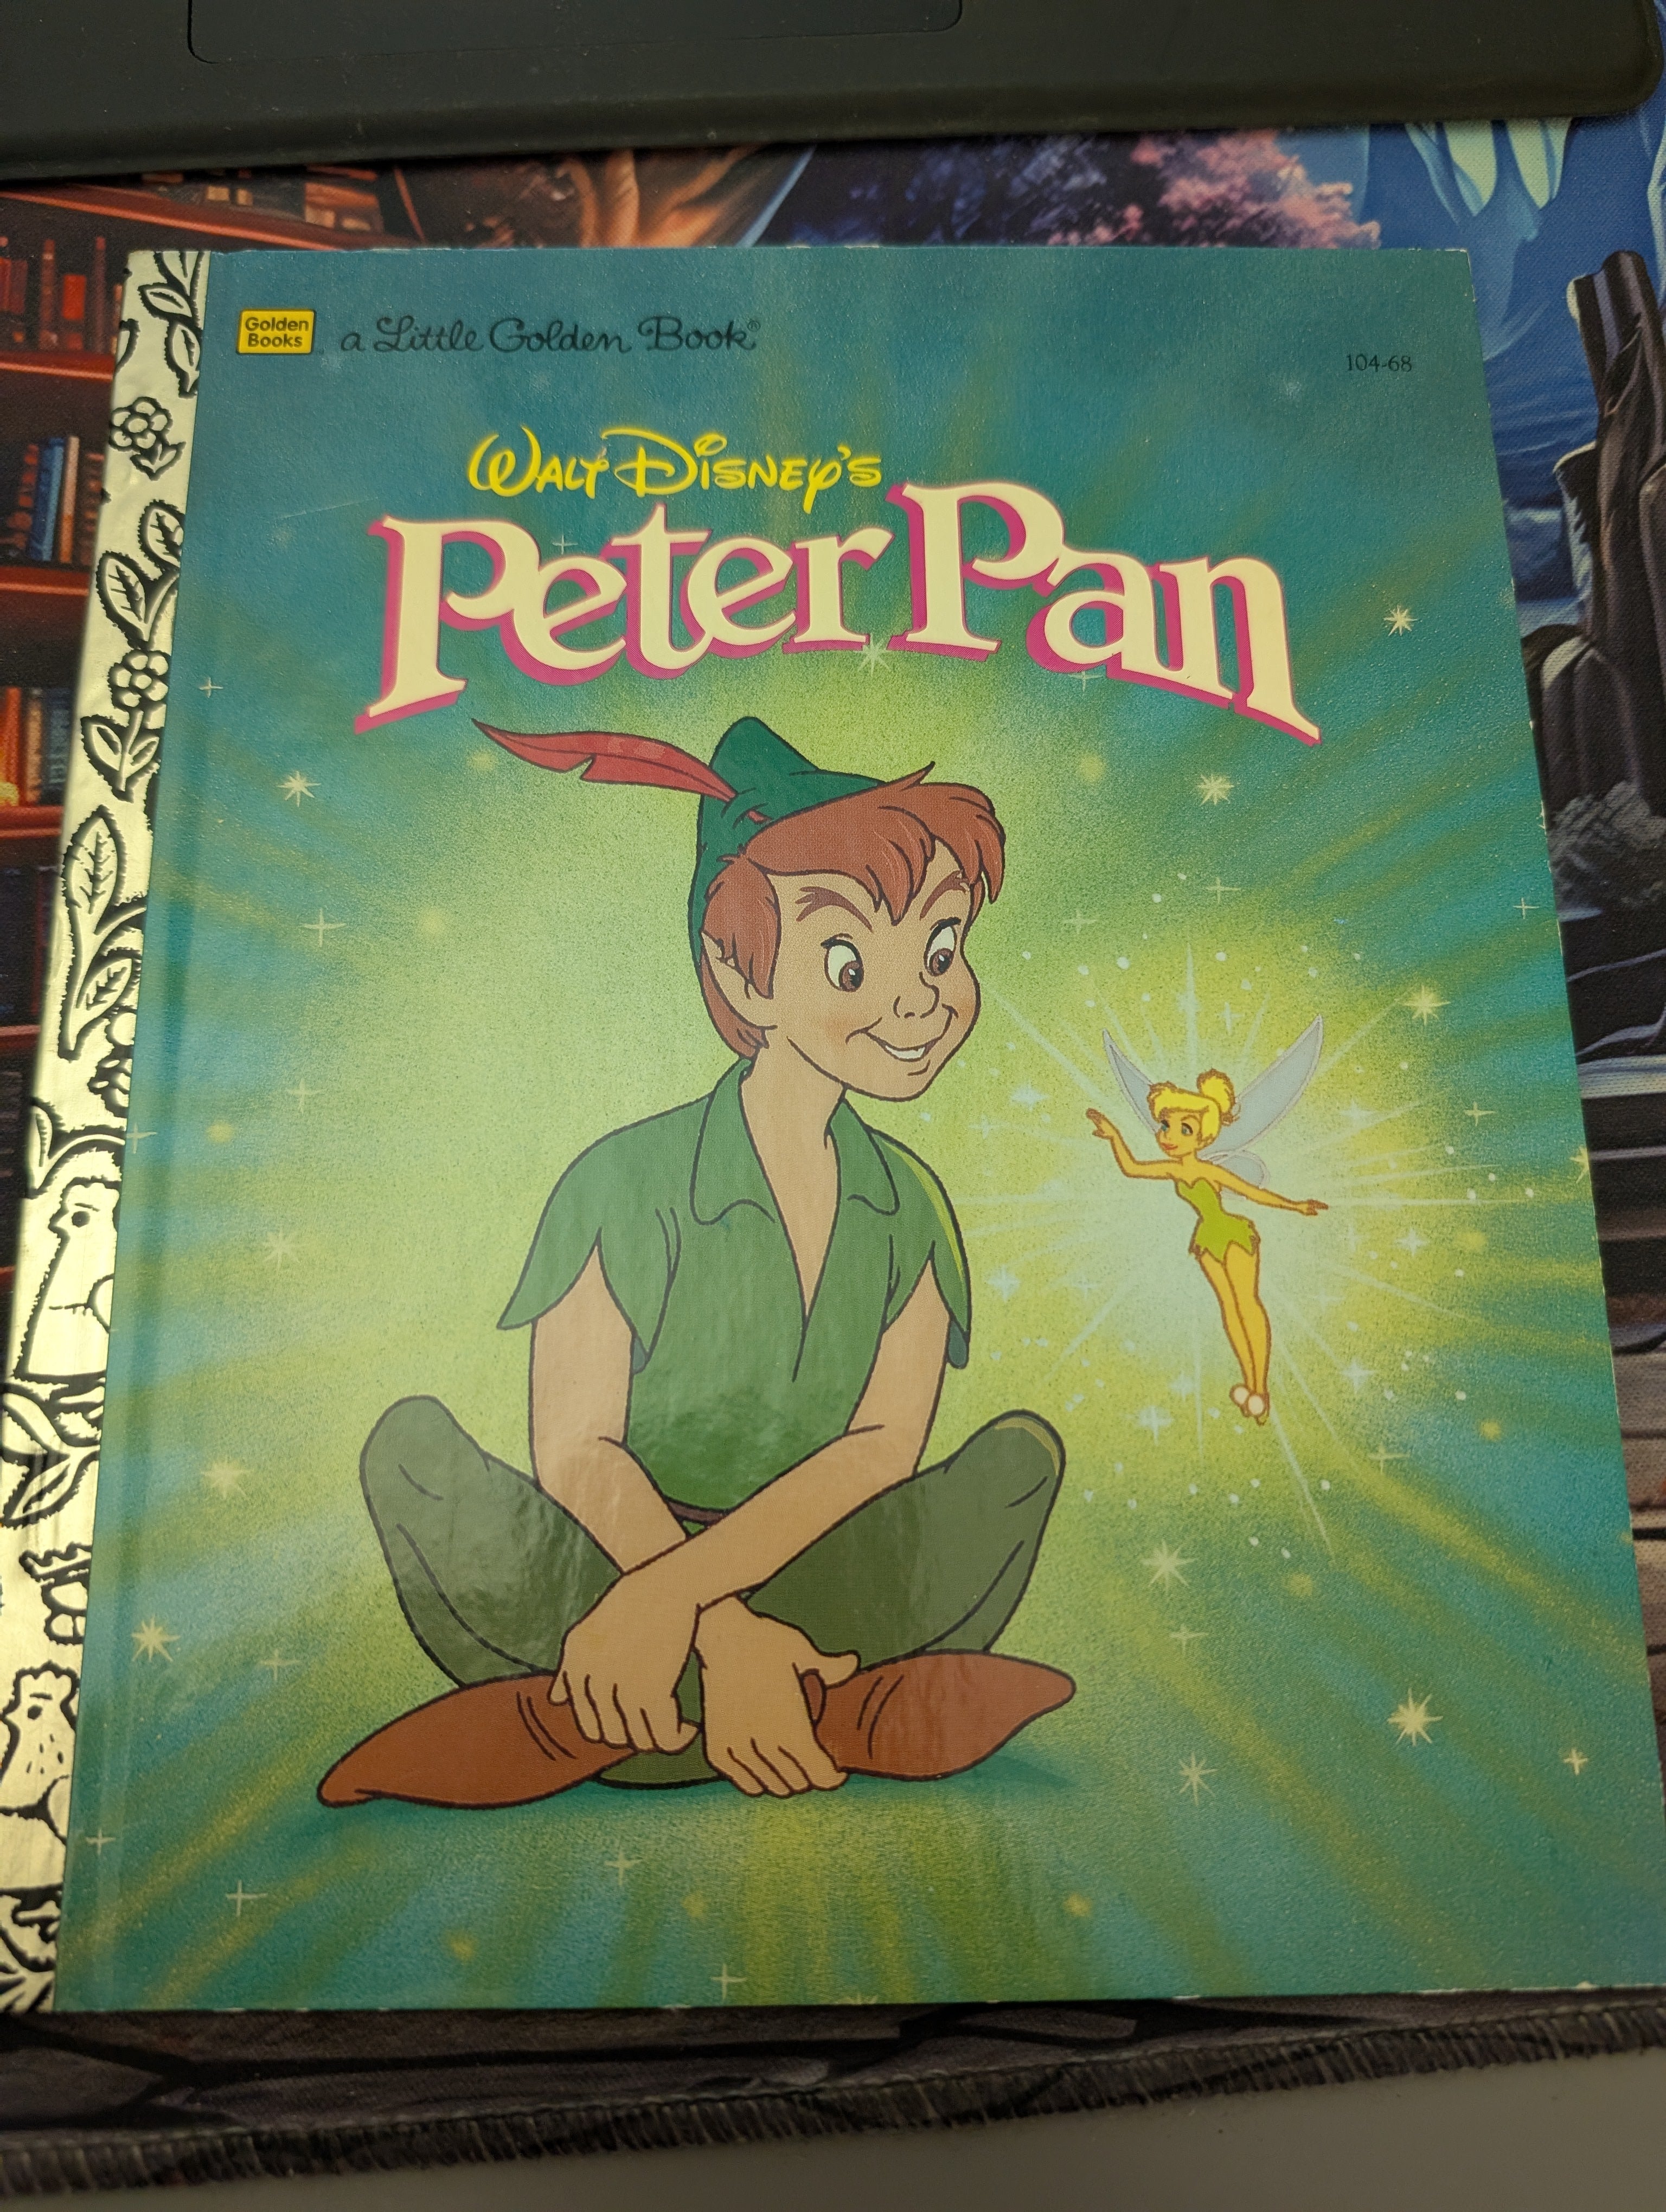 Golden
Books
a Little Golden Book®
104-68
Walt Disney's
Peter Pan